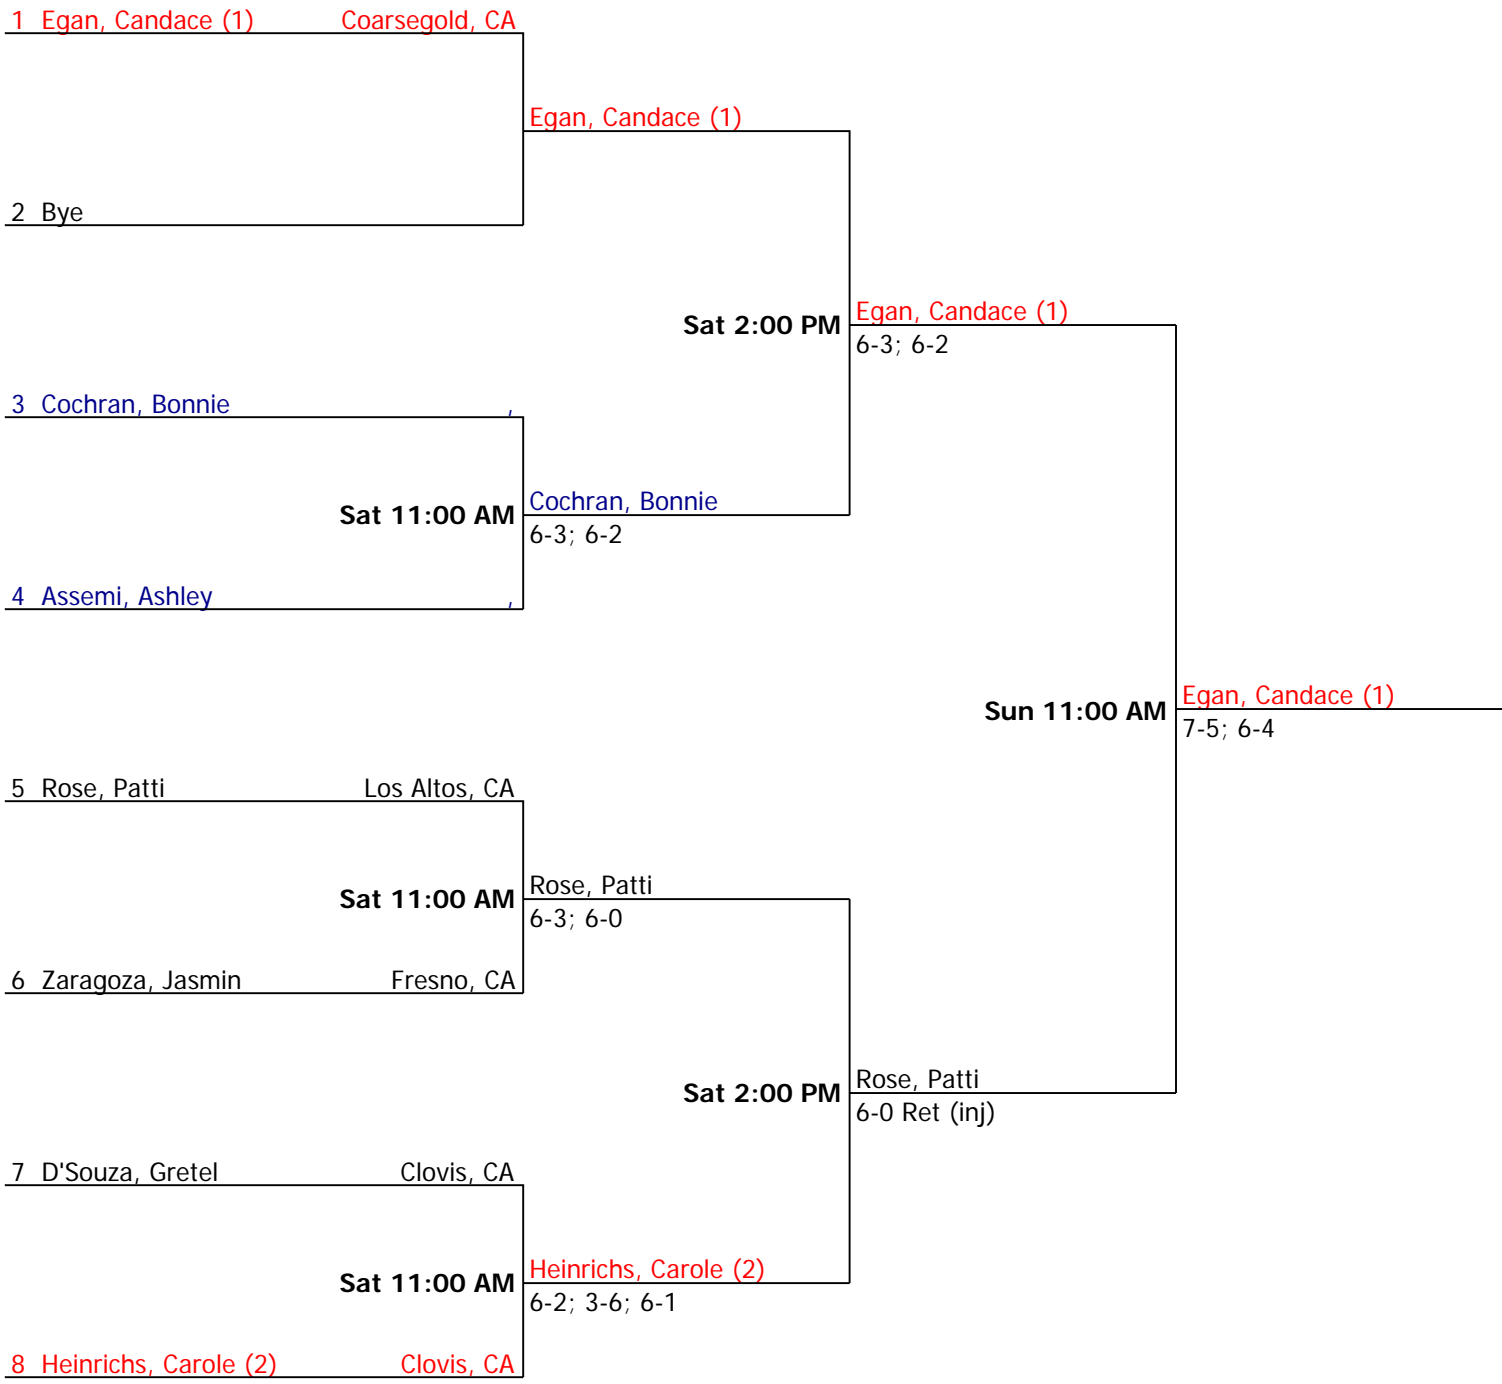 1 Egan, Candace (1) Coarsegold, CA
Egan, Candace (1)
2 Bye
Egan, Candace (1)
Sat 2:00 PM
6-3; 6-2
3 Cochran, Bonnie ,
Cochran, Bonnie
Sat 11:00 AM
6-3; 6-2
4 Assemi, Ashley ,
Egan, Candace (1)
Sun 11:00 AM
7-5; 6-4
5 Rose, Patti Los Altos, CA
Rose, Patti
Sat 11:00 AM
6-3; 6-0
6 Zaragoza, Jasmin Fresno, CA
Rose, Patti
Sat 2:00 PM
6-0 Ret (inj)
7 D'Souza, Gretel Clovis, CA
Heinrichs, Carole (2)
Sat 11:00 AM
6-2; 3-6; 6-1
8 Heinrichs, Carole (2) Clovis, CA